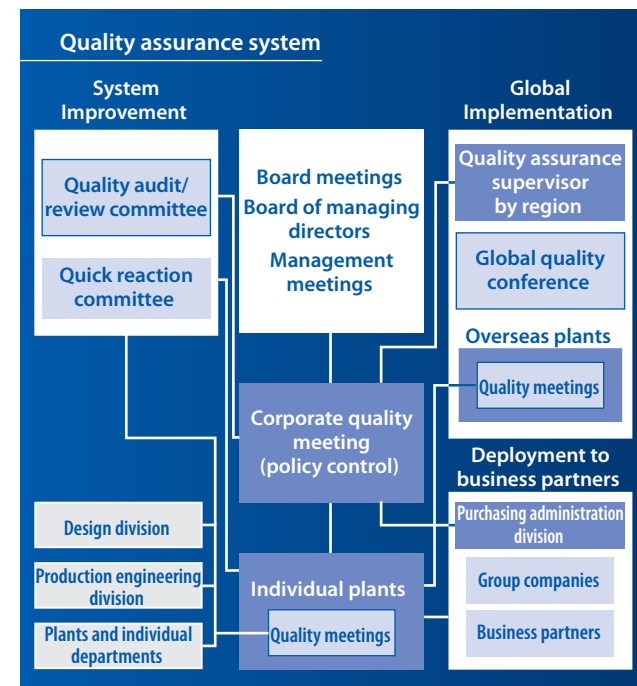 Quality assurance system
System
Improvement
Quality audit/
review committee
Quick reaction
committee
Board meetings
Board of managing
directors
Management
meetings
Global
Implementation
Quality assurance
supervisor
by region
Global quality
conference
Overseas plants
Quality meetings
Corporate quality
meeting
(policy control)
Deployment to
business partners
Purchasing administration
division
Group companies
Business partners
Design division
Production engineering
division
Plants and individual
departments
Individual plants
Quality meetings